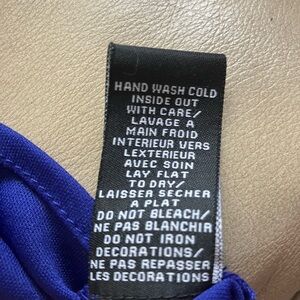 HAND WASH COLD
INSIDE OUT
WITH CARE/
LAVAGE A
MAIN FROID
INTERIEUR VERS
LEXTERIEUR
AVEC SOIN
LAY FLAT
TO DRY/
LAISSER SECHER
A PLAT
DO NOT BLEACH/
NE PAS BLANCHIR
DO NOT IRON
DECORATIONS/
NE PAS REPASSER
LES DECORATIONS